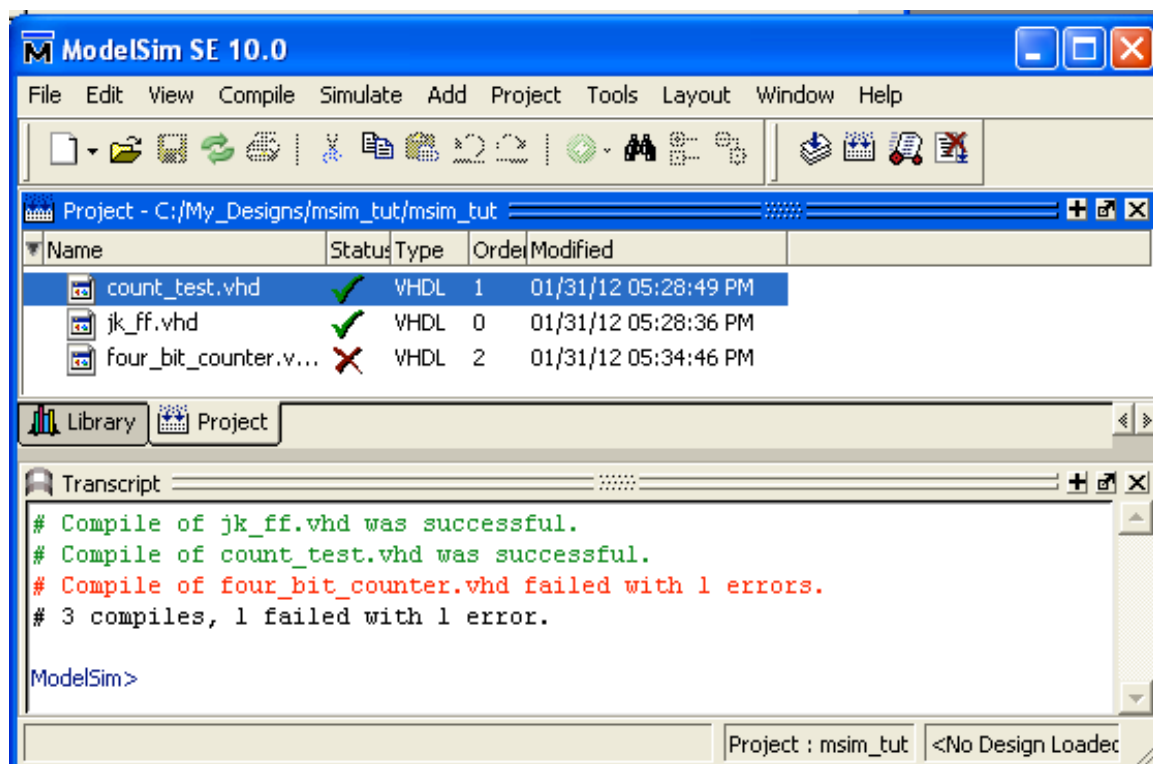 ModelSim SE 10.0
File Edit View Compile Simulate Add Project Tools Layout Window Help
Project - C:/My_Designs/msim_tut/msim_tut
Name Status Type Order Modified
count_test.vhd VHDL 1 01/31/12 05:28:49 PM
jk_ff.vhd VHDL 0 01/31/12 05:28:36 PM
four_bit_counter.v... VHDL 2 01/31/12 05:34:46 PM
Library Project
Transcript
# Compile of jk_ff.vhd was successful.
# Compile of count_test.vhd was successful.
# Compile of four_bit_counter.vhd failed with 1 errors.
# 3 compiles, 1 failed with 1 error.
ModelSim>
Project : msim_tut <No Design Loaded